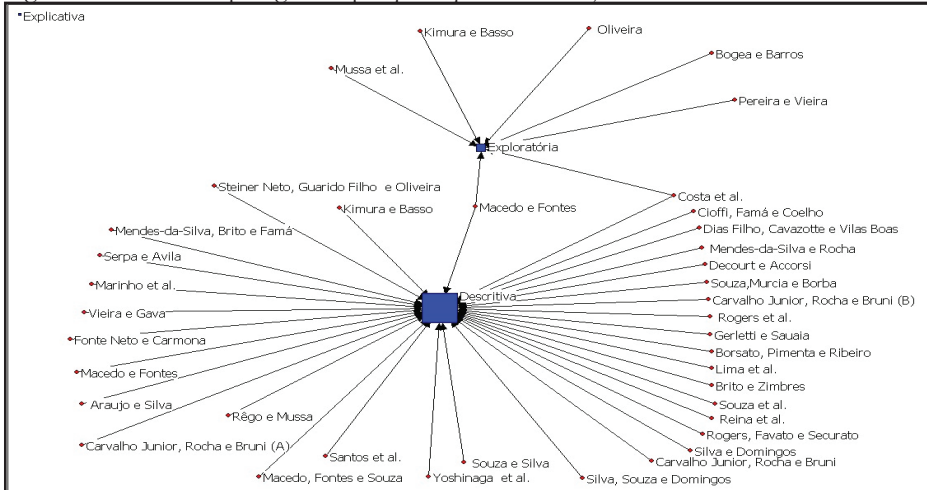 Explicativa
Kimura e Basso
Oliveira
Bogea e Barros
Mussa et al.
Pereira e Vieira
Exploratória
Steiner Neto, Guarido Filho e Oliveira
Costa et al.
Kimura e Basso
Macedo e Fontes
Cioffi, Famá e Coelho
Mendes-da-Silva, Brito e Famá
Dias Filho, Cavazotte e Vilas Boas
Serpa e Avila
Mendes-da-Silva e Rocha
Decourt e Accorsi
Marinho et al.
Souza,Murcia e Borba
Descritiva
Carvalho Junior, Rocha e Bruni (B)
Vieira e Gava
Rogers et al.
Fonte Neto e Carmona
Gerletti e Sauaia
Borsato, Pimenta e Ribeiro
Macedo e Fontes
Lima et al.
Brito e Zimbres
Araujo e Silva
Souza et al.
Rêgo e Mussa
Reina et al.
Rogers, Favato e Securato
Carvalho Junior, Rocha e Bruni (A)
Silva e Domingos
Santos et al.
Souza e Silva
Carvalho Junior, Rocha e Bruni
Macedo, Fontes e Souza
Yoshinaga et al.
Silva, Souza e Domingos